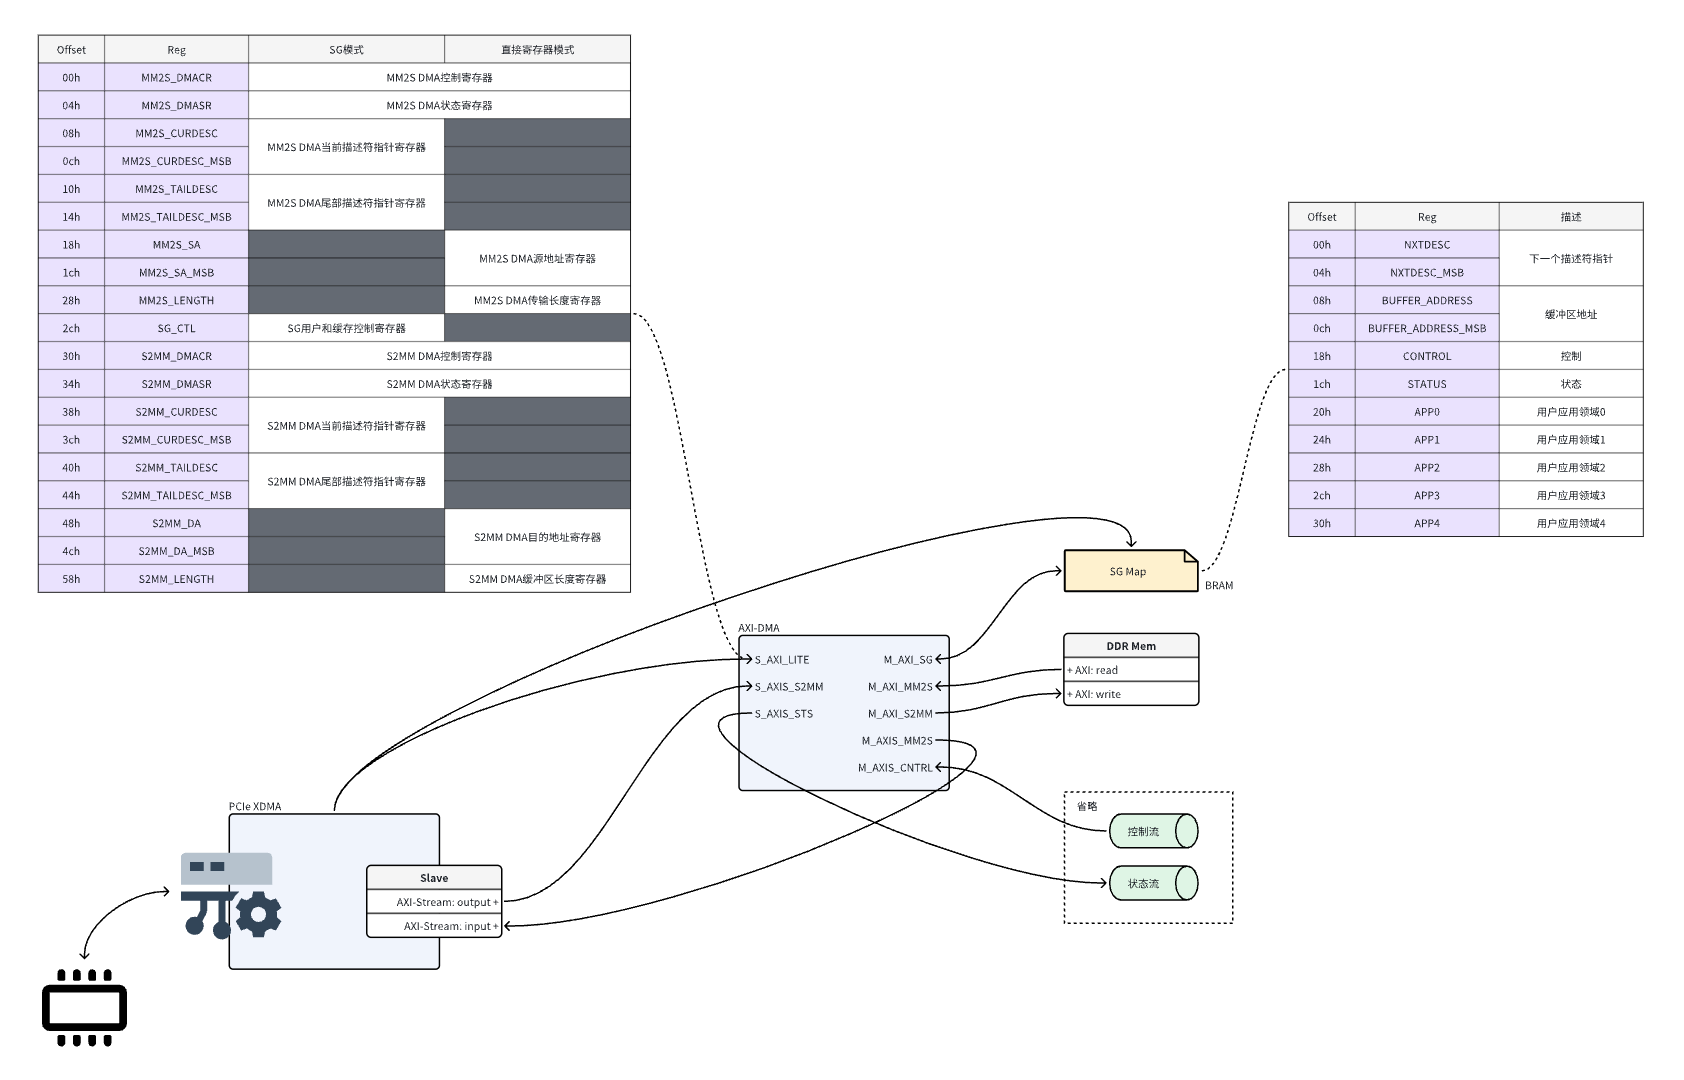 Offset Reg SG模式 直接寄存器模式
00h MM2S_DMACR MM2S DMA控制寄存器
04h MM2S_DMASR MM2S DMA状态寄存器
08h MM2S_CURDESC MM2S DMA当前描述符指针寄存器
0ch MM2S_CURDESC_MSB
10h MM2S_TAILDESC MM2S DMA尾部描述符指针寄存器
14h MM2S_TAILDESC_MSB
18h MM2S_SA MM2S DMA源地址寄存器
1ch MM2S_SA_MSB
28h MM2S_LENGTH MM2S DMA传输长度寄存器
2ch SG_CTL SG用户和缓存控制寄存器
30h S2MM_DMACR S2MM DMA控制寄存器
34h S2MM_DMASR S2MM DMA状态寄存器
38h S2MM_CURDESC S2MM DMA当前描述符指针寄存器
3ch S2MM_CURDESC_MSB
40h S2MM_TAILDESC S2MM DMA尾部描述符指针寄存器
44h S2MM_TAILDESC_MSB
48h S2MM_DA S2MM DMA目的地址寄存器
4ch S2MM_DA_MSB
58h S2MM_LENGTH S2MM DMA缓冲区长度寄存器
Offset Reg 描述
00h NXTDESC 下一个描述符指针
04h NXTDESC_MSB
08h BUFFER_ADDRESS 缓冲区地址
0ch BUFFER_ADDRESS_MSB
18h CONTROL 控制
1ch STATUS 状态
20h APP0 用户应用领域0
24h APP1 用户应用领域1
28h APP2 用户应用领域2
2ch APP3 用户应用领域3
30h APP4 用户应用领域4
SG Map
BRAM
AXI-DMA
S_AXI_LITE M_AXI_SG
S_AXIS_S2MM M_AXI_MM2S
S_AXIS_STS M_AXI_S2MM
M_AXIS_MM2S
M_AXIS_CNTRL
DDR Mem
+ AXI: read
+ AXI: write
省略
控制流
状态流
PCIe XDMA
Slave
AXI-Stream: output +
AXI-Stream: input +